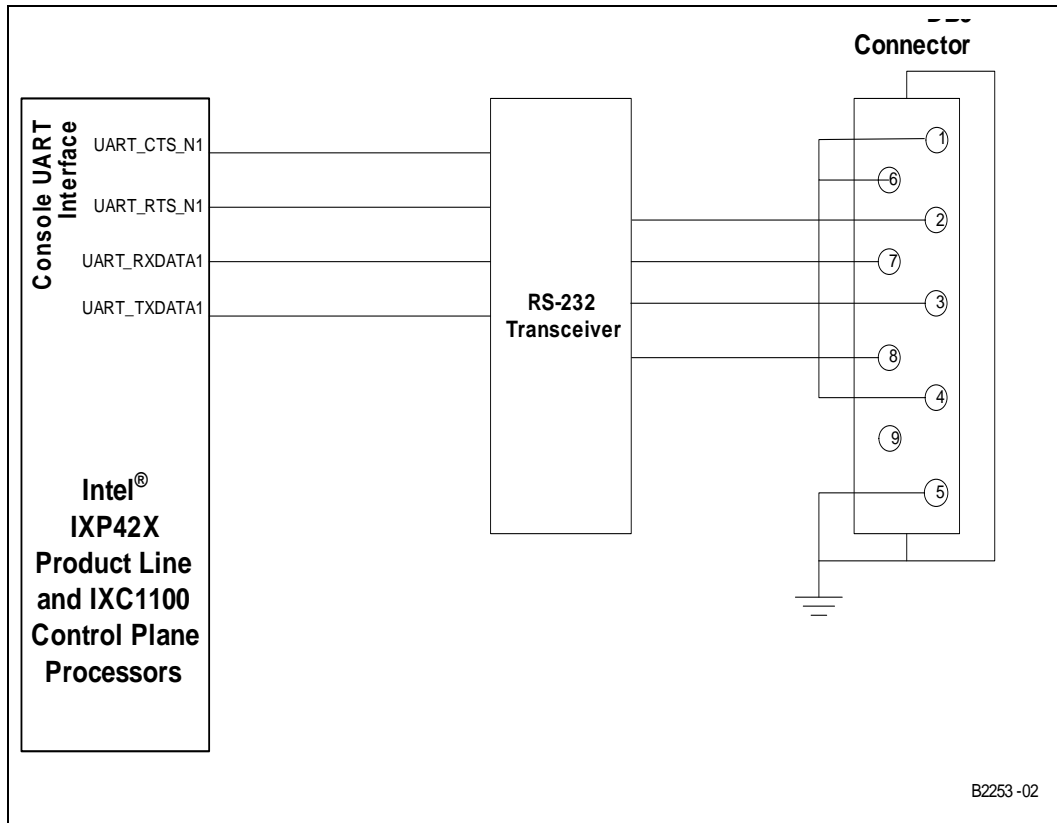 Connector
Console UART
Interface
UART_CTS_N1
UART_RTS_N1
UART_RXDATA1
UART_TXDATA1
RS-232
Transceiver
1
6
2
7
3
8
4
9
5
Intel®
IXP42X
Product Line
and IXC1100
Control Plane
Processors
B2253 -02